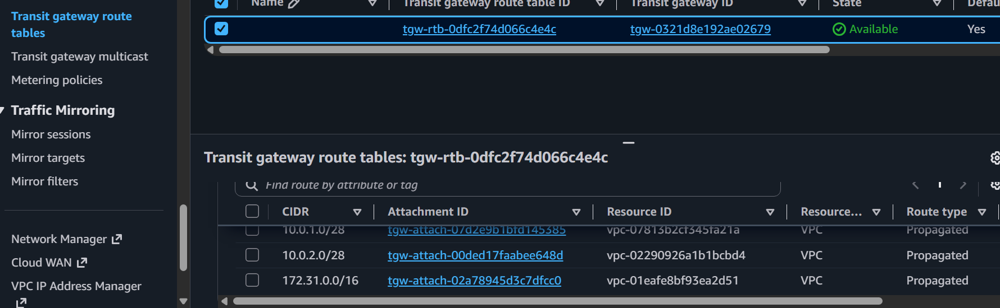 Transit gateway route
tables
Transit gateway multicast
Metering policies
Traffic Mirroring
Mirror sessions
Mirror targets
Mirror filters
Network Manager
Cloud WAN
VPC IP Address Manager
Name Transit gateway route table ID Transit gateway ID State Defau
tgw-rtb-0dfc2f74d066c4e4c tgw-0321d8e192ae02679 Available Yes
Transit gateway route tables: tgw-rtb-0dfc2f74d066c4e4c
Find route by attribute or tag 1
CIDR Attachment ID Resource ID Resource... Route type
10.0.1.0/28 tgw-attach-07d2e9b1bfd145385 vpc-07813b2cf345fa21a VPC Propagated
10.0.2.0/28 tgw-attach-00ded17faabee648d vpc-02290926a1b1bcbd4 VPC Propagated
172.31.0.0/16 tgw-attach-02a78945d3c7dfcc0 vpc-01eafe8bf93ea2d51 VPC Propagated